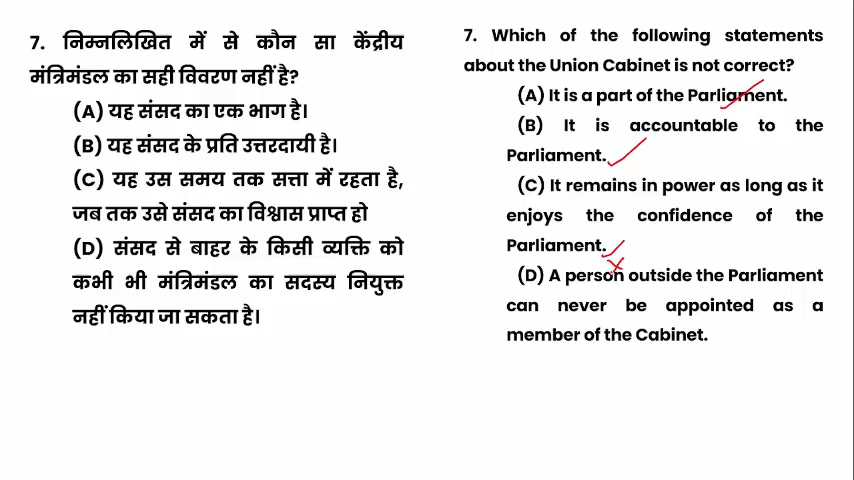 7. निम्नलिखित में से कौन सा केंद्रीय
मंत्रिमंडल का सही विवरण नहीं है?
(A) यह संसद का एक भाग है।
(B) यह संसद के प्रति उत्तरदायी है।
(C) यह उस समय तक सत्ता में रहता है,
जब तक उसे संसद का विश्वास प्राप्त हो
(D) संसद से बाहर के किसी व्यक्ति को
कभी भी मंत्रिमंडल का सदस्य नियुक्त
नहीं किया जा सकता है।
7. Which of the following statements
about the Union Cabinet is not correct?
(A) It is a part of the Parliament.
(B) It is accountable to the
Parliament.
(C) It remains in power as long as it
enjoys the confidence of the
Parliament.
(D) A person outside the Parliament
can never be appointed as a
member of the Cabinet.